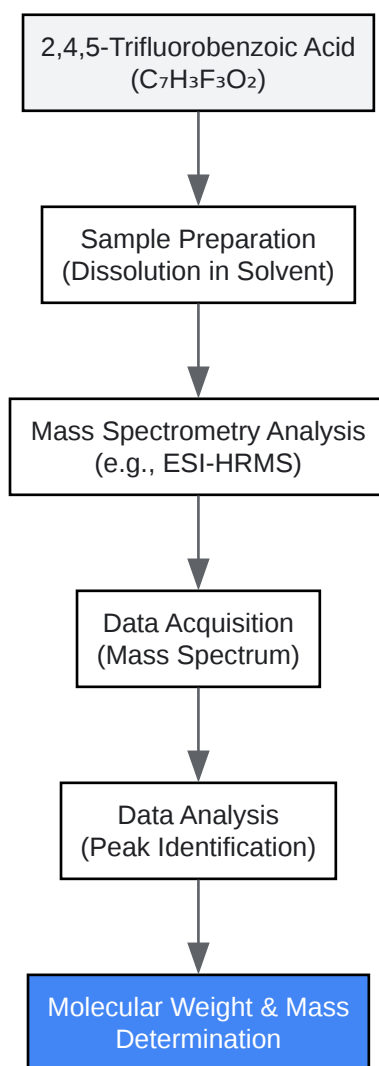 2,4,5-Trifluorobenzoic Acid
(C₇H₃F₃O₂)
Sample Preparation
(Dissolution in Solvent)
Mass Spectrometry Analysis
(e.g., ESI-HRMS)
Data Acquisition
(Mass Spectrum)
Data Analysis
(Peak Identification)
Molecular Weight & Mass
Determination